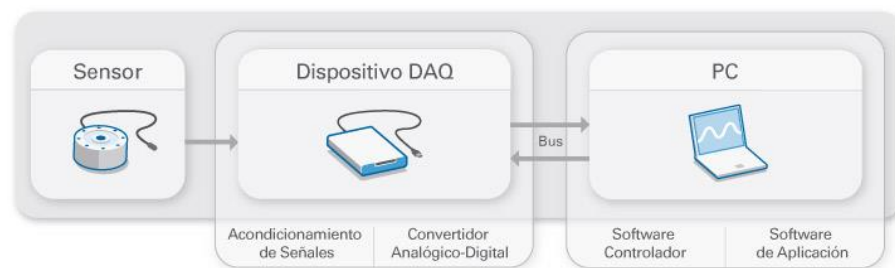 Sensor
Dispositivo DAQ
PC
Bus
Acondicionamiento
de Señales
Convertidor
Analógico-Digital
Software
Controlador
Software
de Aplicación